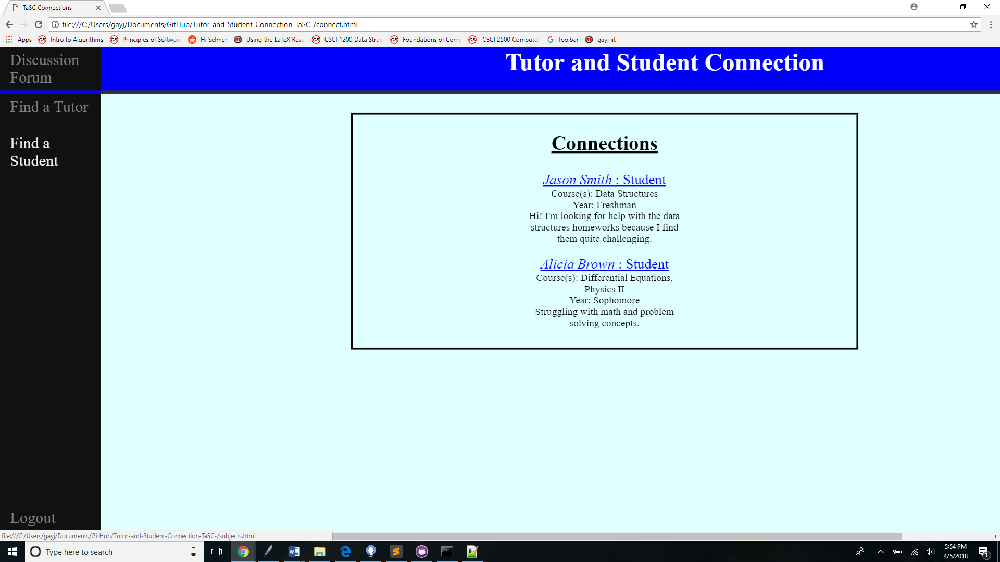 TaSC Connections
file:///C:/Users/gayj/Documents/GitHub/Tutor-and-Student-Connection-TaSC-/connect.html
Apps Intro to Algorithms Principles of Software Hi Selmer Using the LaTeX Resu CSCI 1200 Data Struc Foundations of Comp CSCI 2500 Compute foo.bar gayj iit
Discussion
Forum
Tutor and Student Connection
Find a Tutor
Find a
Student
Connections
Jason Smith : Student
Course(s): Data Structures
Year: Freshman
Hi! I'm looking for help with the data
structures homeworks because I find
them quite challenging.
Alicia Brown : Student
Course(s): Differential Equations,
Physics II
Year: Sophomore
Struggling with math and problem
solving concepts.
Logout
file:///C:/Users/gayj/Documents/GitHub/Tutor-and-Student-Connection-TaSC-/subjects.html
Type here to search
5:54 PM
4/5/2018
1